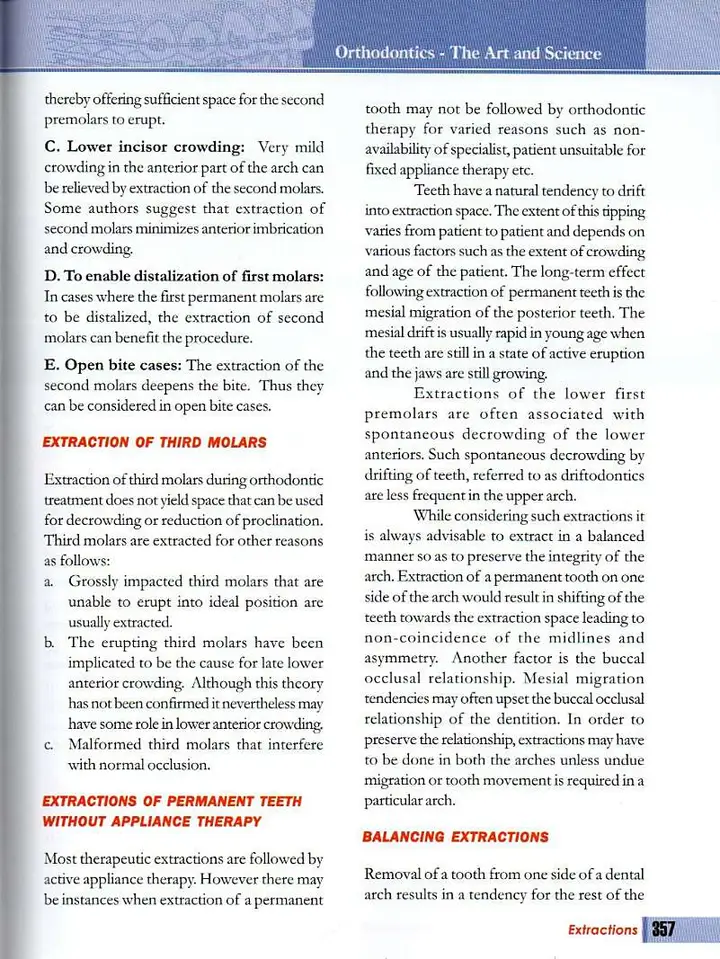 Orthodontics - The Art and Science
thereby offering sufficient space for the second
premolars to erupt.
C. Lower incisor crowding: Very mild
crowding in the anterior part of the arch can
be relieved by extraction of the second molars.
Some authors suggest that extraction of
second molars minimizes anterior imbrication
and crowding.
D. To enable distalization of first molars:
In cases where the first permanent molars are
to be distalized, the extraction of second
molars can benefit the procedure.
E. Open bite cases: The extraction of the
second molars deepens the bite. Thus they
can be considered in open bite cases.
EXTRACTION OF THIRD MOLARS
Extraction of third molars during orthodontic
treatment does not yield space that can be used
for decrowding or reduction of proclination.
Third molars are extracted for other reasons
as follows:
a. Grossly impacted third molars that are
unable to erupt into ideal position are
usually extracted.
b. The erupting third molars have been
implicated to be the cause for late lower
anterior crowding. Although this theory
has not been confirmed it nevertheless may
have some role in lower anterior crowding.
c. Malformed third molars that interfere
with normal occlusion.
EXTRACTIONS OF PERMANENT TEETH
WITHOUT APPLIANCE THERAPY
Most therapeutic extractions are followed by
active appliance therapy. However there may
be instances when extraction of a permanent
tooth may not be followed by orthodontic
therapy for varied reasons such as non-
availability of specialist, patient unsuitable for
fixed appliance therapy etc.
Teeth have a natural tendency to drift
into extraction space. The extent of this tipping
varies from patient to patient and depends on
various factors such as the extent of crowding
and age of the patient. The long-term effect
following extraction of permanent teeth is the
mesial migration of the posterior teeth. The
mesial drift is usually rapid in young age when
the teeth are still in a state of active eruption
and the jaws are still growing.
Extractions of the lower first
premolars are often associated with
spontaneous decrowding of the lower
anteriors. Such spontaneous decrowding by
drifting of teeth, referred to as driftodontics
are less frequent in the upper arch.
While considering such extractions it
is always advisable to extract in a balanced
manner so as to preserve the integrity of the
arch. Extraction of a permanent tooth on one
side of the arch would result in shifting of the
teeth towards the extraction space leading to
non-coincidence of the midlines and
asymmetry. Another factor is the buccal
occlusal relationship. Mesial migration
tendencies may often upset the buccal occlusal
relationship of the dentition. In order to
preserve the relationship, extractions may have
to be done in both the arches unless undue
migration or tooth movement is required in a
particular arch.
BALANCING EXTRACTIONS
Removal of a tooth from one side of a dental
arch results in a tendency for the rest of the
Extractions 357